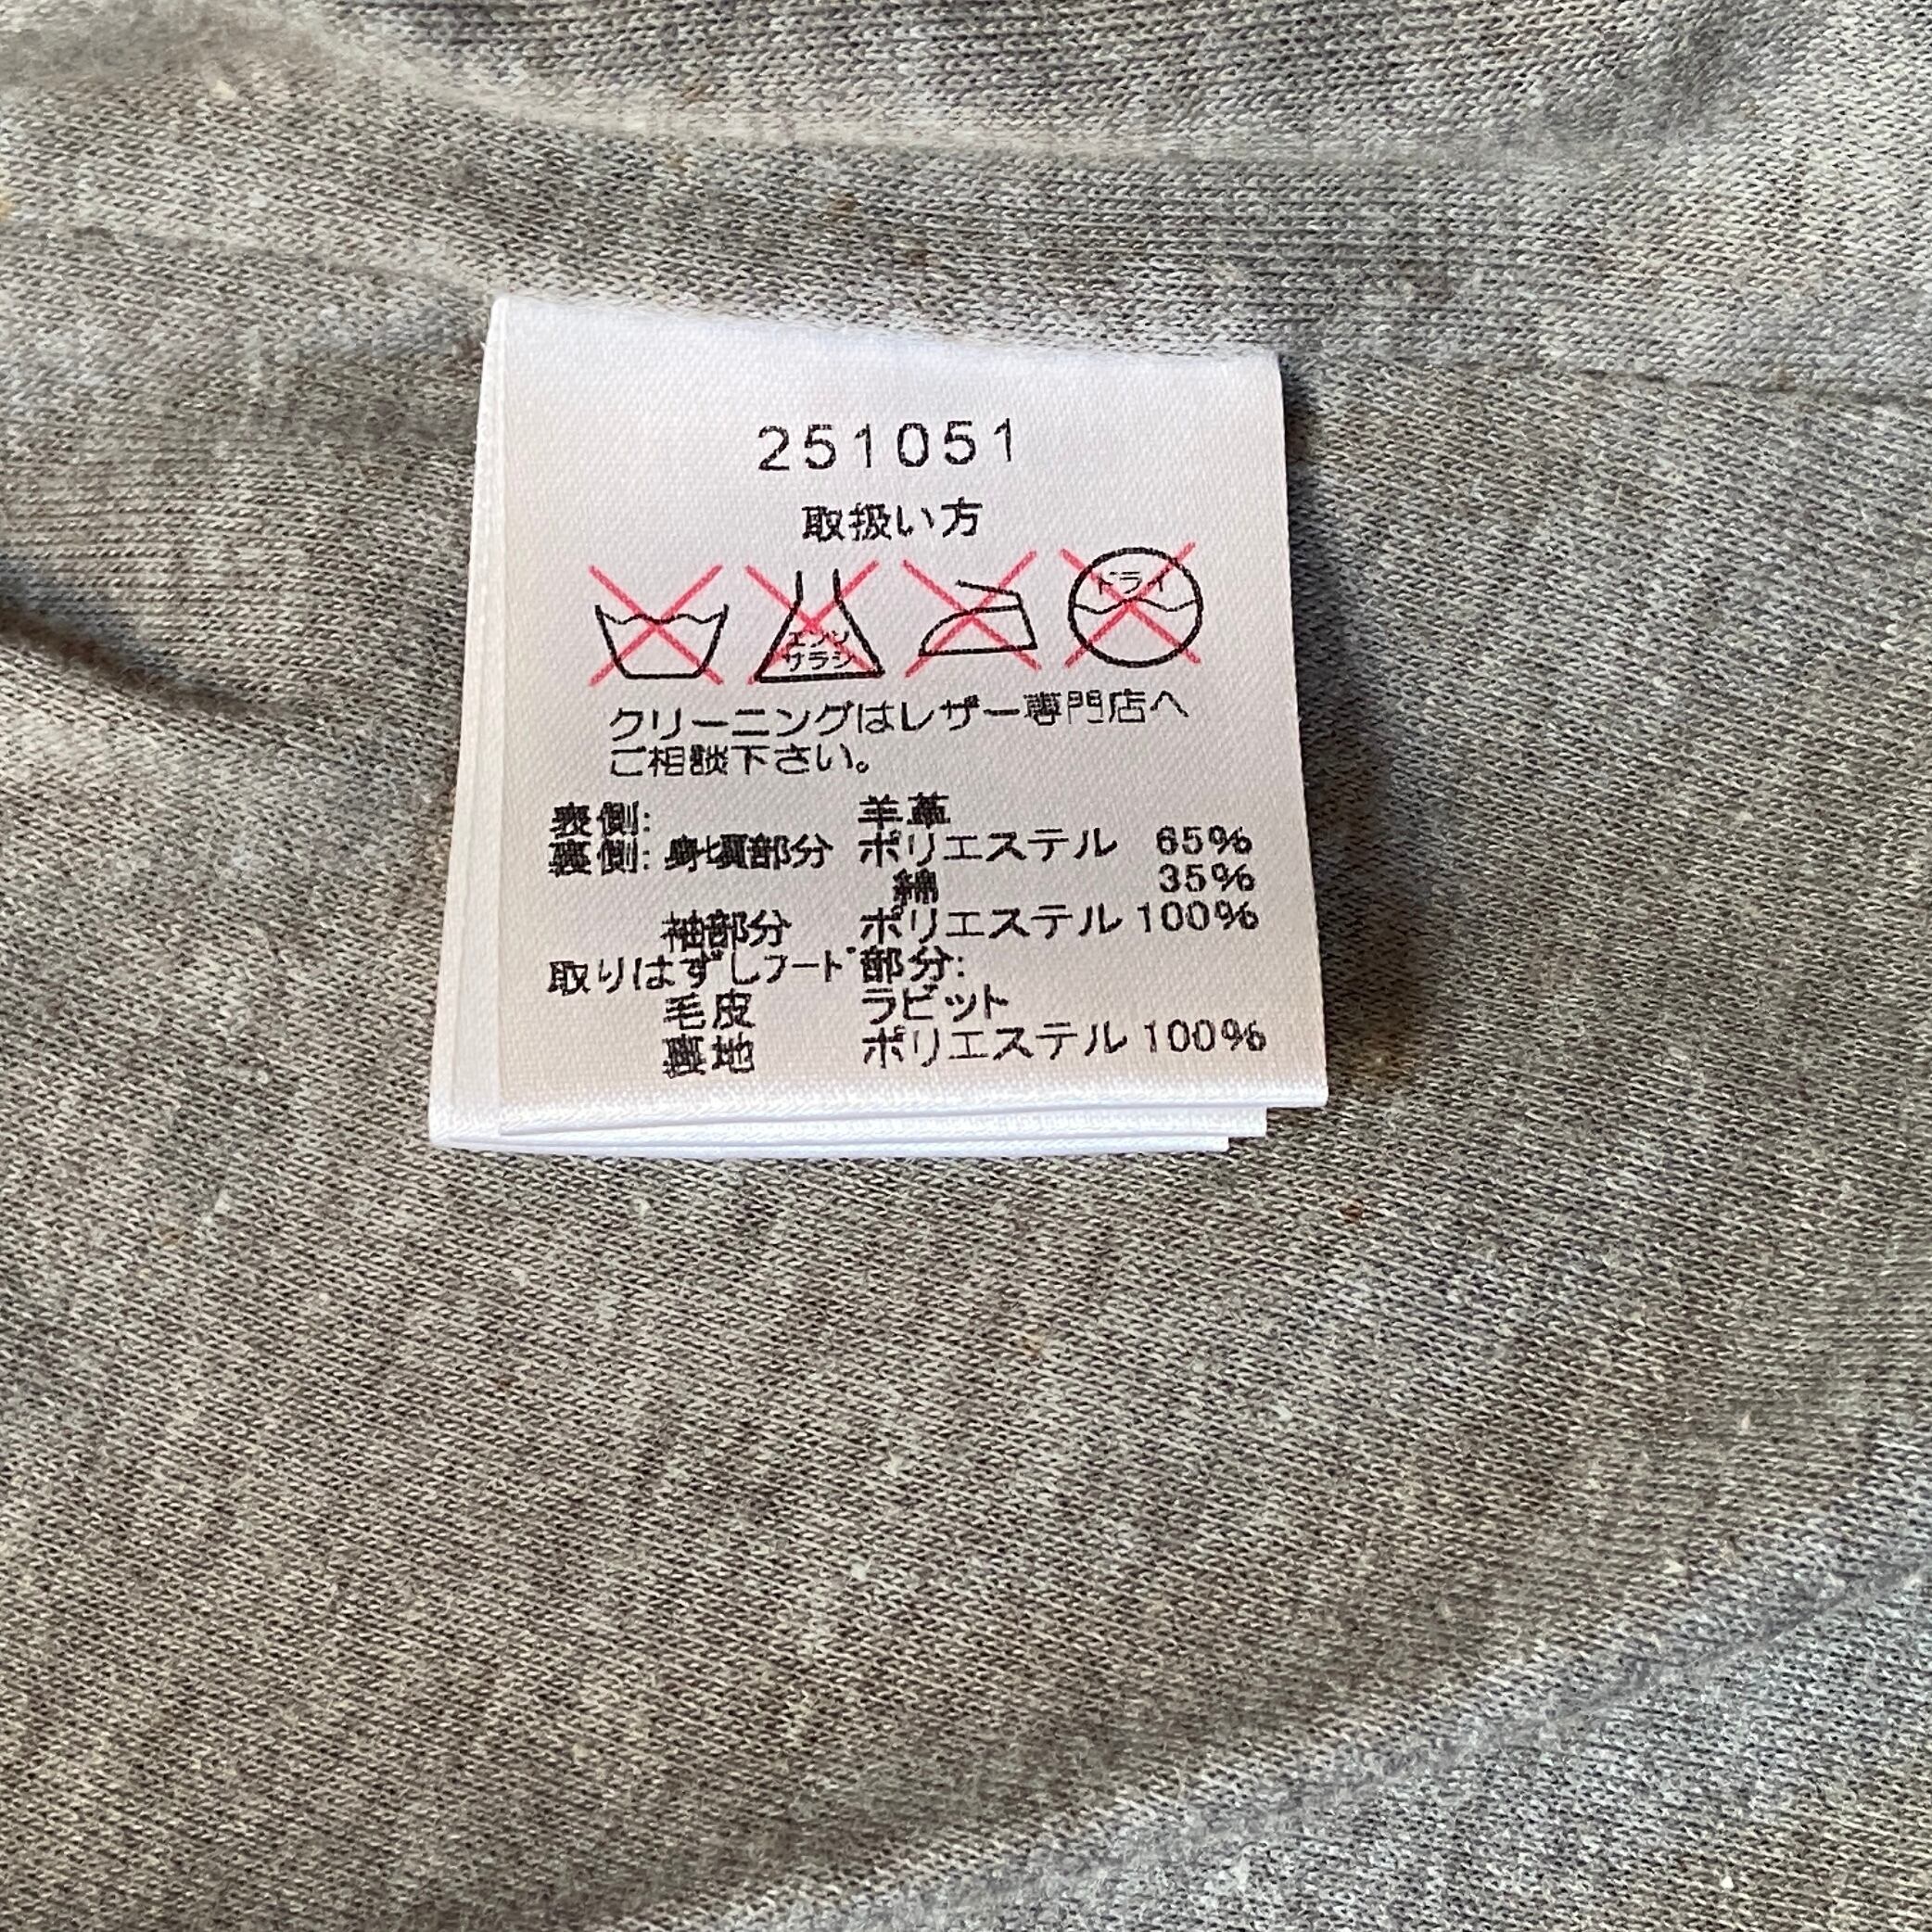 251051
取扱い方
エンソ
サラシ
ドライ
クリーニングはレザー専門店へ
ご相談下さい。
表側: 羊革
裏側: 身頃部分 ポリエステル 65%
綿 35%
袖部分 ポリエステル 100%
取りはずしフード部分:
毛皮 ラビット
裏地 ポリエステル 100%